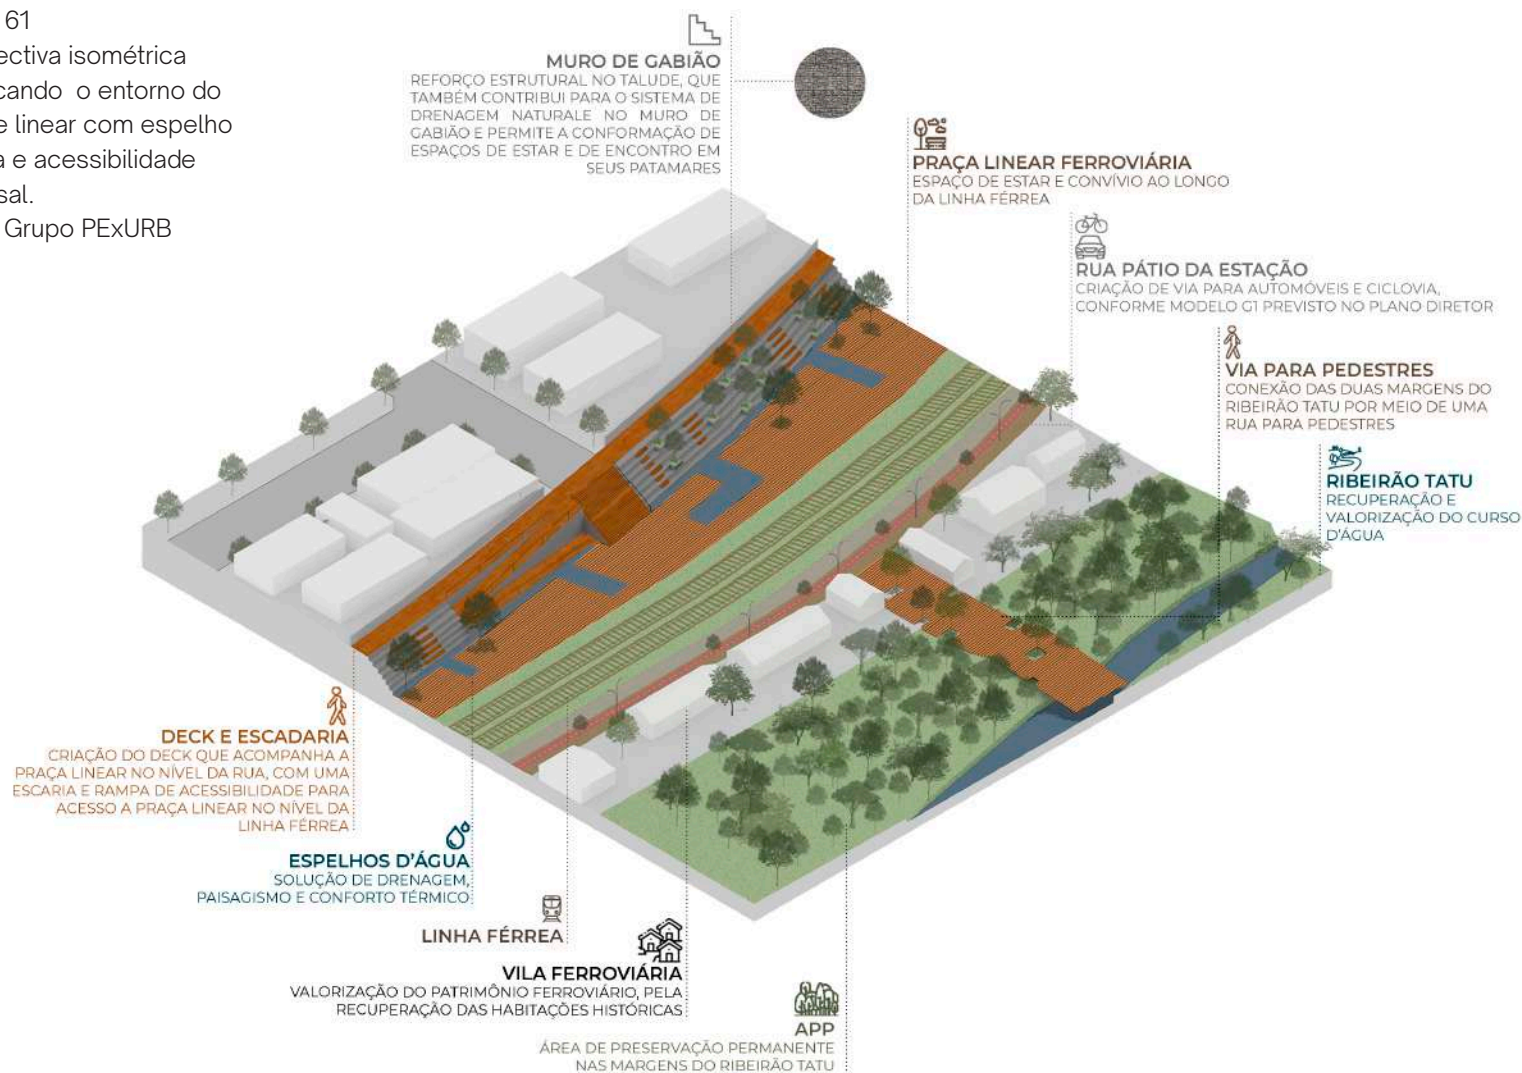 61
ectiva isométrica
cando o entorno do
e linear com espelho
a e acessibilidade
sal.
Grupo PExURB
MURO DE GABIÃO
REFORÇO ESTRUTURAL NO TALUDE, QUE
TAMBÉM CONTRIBUI PARA O SISTEMA DE
DRENAGEM NATURALE NO MURO DE
GABIÃO E PERMITE A CONFORMAÇÃO DE
ESPAÇOS DE ESTAR E DE ENCONTRO EM
SEUS PATAMARES
PRAÇA LINEAR FERROVIÁRIA
ESPAÇO DE ESTAR E CONVÍVIO AO LONGO
DA LINHA FÉRREA
RUA PÁTIO DA ESTAÇÃO
CRIAÇÃO DE VIA PARA AUTOMÓVEIS E CICLOVIA,
CONFORME MODELO G1 PREVISTO NO PLANO DIRETOR
VIA PARA PEDESTRES
CONEXÃO DAS DUAS MARGENS DO
RIBEIRÃO TATU POR MEIO DE UMA
RUA PARA PEDESTRES
RIBEIRÃO TATU
RECUPERAÇÃO E
VALORIZAÇÃO DO CURSO
D'ÁGUA
DECK E ESCADARIA
CRIAÇÃO DO DECK QUE ACOMPANHA A
PRAÇA LINEAR NO NÍVEL DA RUA, COM UMA
ESCARIA E RAMPA DE ACESSIBILIDADE PARA
ACESSO A PRAÇA LINEAR NO NÍVEL DA
LINHA FÉRREA
ESPELHOS D'ÁGUA
SOLUÇÃO DE DRENAGEM,
PAISAGISMO E CONFORTO TÉRMICO
LINHA FÉRREA
VILA FERROVIÁRIA
VALORIZAÇÃO DO PATRIMÔNIO FERROVIÁRIO, PELA
RECUPERAÇÃO DAS HABITAÇÕES HISTÓRICAS
APP
ÁREA DE PRESERVAÇÃO PERMANENTE
NAS MARGENS DO RIBEIRÃO TATU